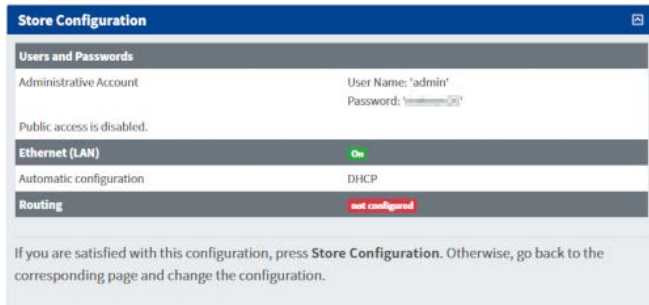 Store Configuration
Users and Passwords
Administrative Account User Name: 'admin'
Password: ' '
Public access is disabled.
Ethernet (LAN) On
Automatic configuration DHCP
Routing not configured
If you are satisfied with this configuration, press Store Configuration. Otherwise, go back to the
corresponding page and change the configuration.